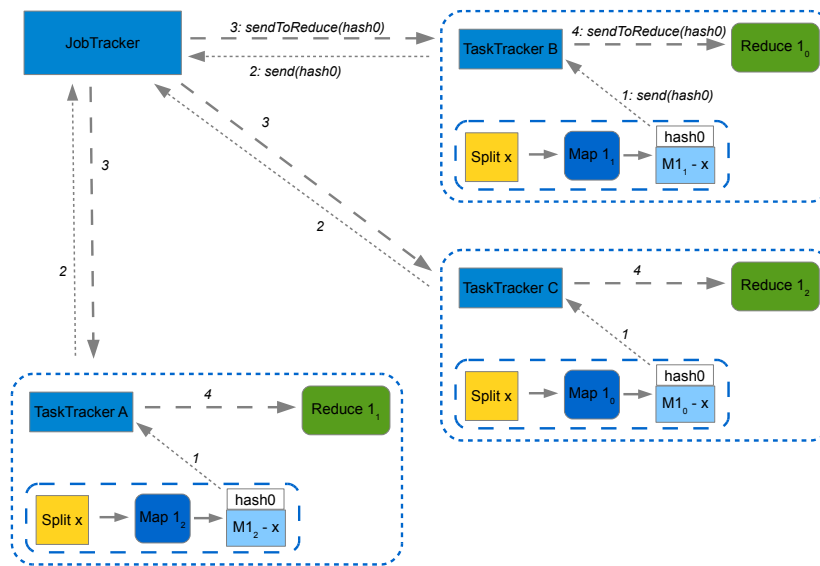 JobTracker
3: sendToReduce(hash0)
2: send(hash0)
TaskTracker B
4: sendToReduce(hash0)
Reduce 1₀
1: send(hash0)
hash0
Split x
Map 1₁
M1₁ - x
3
2
3
2
TaskTracker C
4
Reduce 1₂
1
hash0
Split x
Map 1₀
M1₀ - x
TaskTracker A
4
Reduce 1₁
1
hash0
Split x
Map 1₂
M1₂ - x